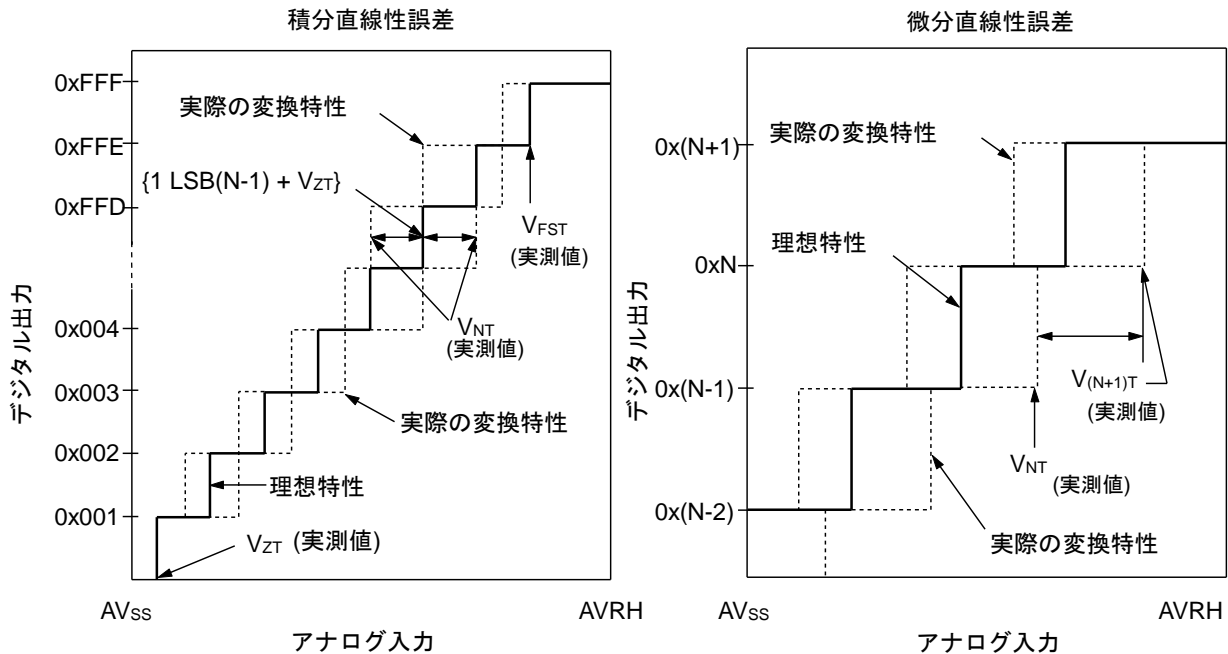 積分直線性誤差
0xFFF
0xFFE
0xFFD
0x004
0x003
0x002
0x001
実際の変換特性
{1 LSB(N-1) + VZT}
VFST
(実測値)
VNT
(実測値)
実際の変換特性
理想特性
VZT (実測値)
デジタル出力
AVSS
AVRH
アナログ入力
微分直線性誤差
0x(N+1)
0xN
0x(N-1)
0x(N-2)
実際の変換特性
理想特性
V(N+1)T
(実測値)
VNT
(実測値)
実際の変換特性
デジタル出力
AVSS
AVRH
アナログ入力